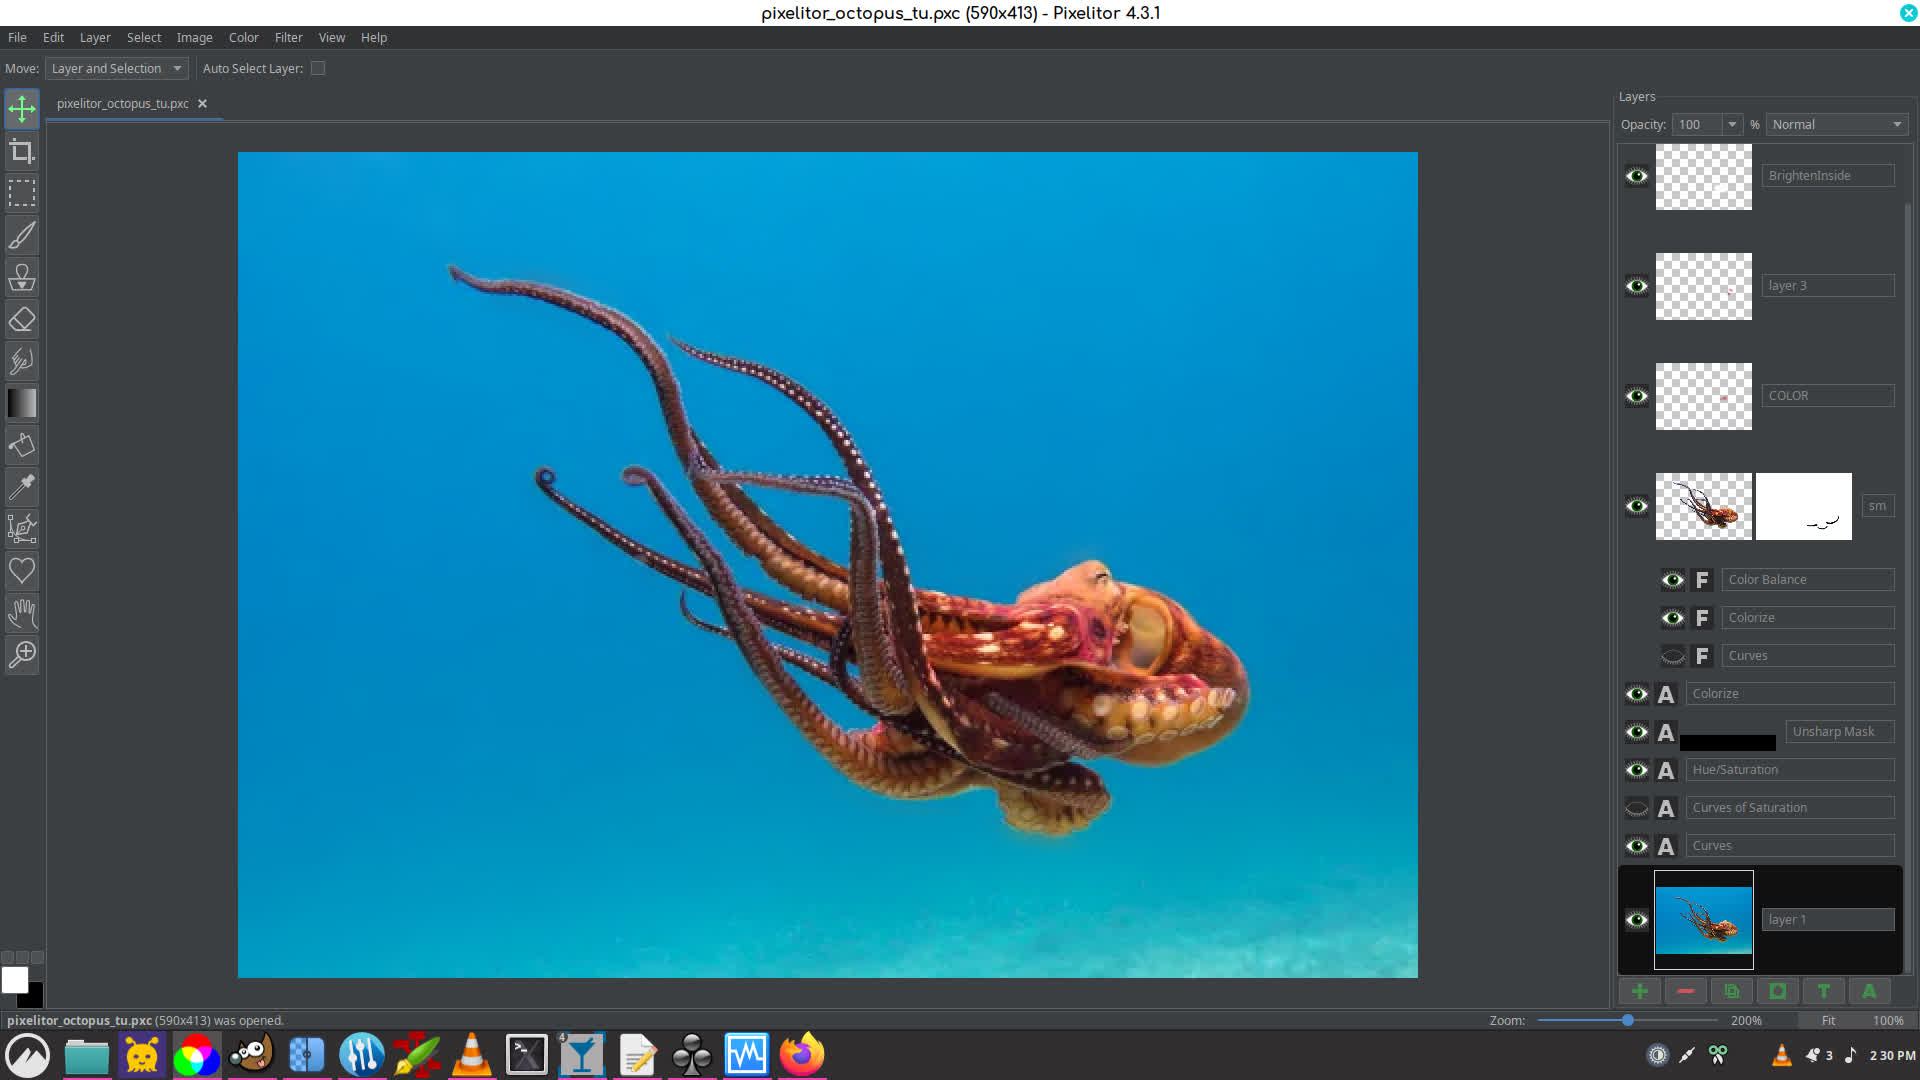 pixelitor_octopus_tu.pxc (590x413) - Pixelitor 4.3.1
File Edit Layer Select Image Color Filter View Help
Move: Layer and Selection Auto Select Layer:
pixelitor_octopus_tu.pxc
Layers
Opacity: 100 % Normal
BrightenInside
layer 3
COLOR
sm
F Color Balance
F Colorize
F Curves
A Colorize
A Unsharp Mask
A Hue/Saturation
A Curves of Saturation
A Curves
layer 1
T A
pixelitor_octopus_tu.pxc (590x413) was opened.
Zoom: 200% Fit 100%
4
3 2 30 PM